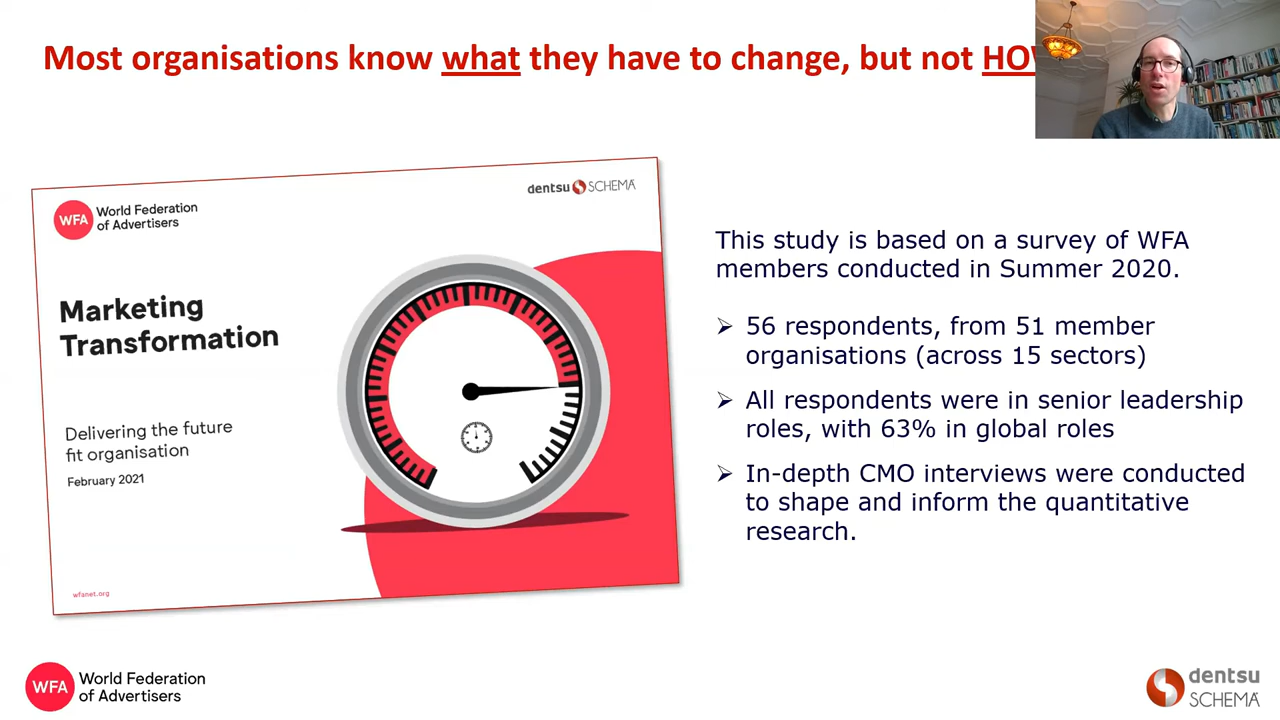 Most organisations know what they have to change, but not
WFA World Federation
of Advertisers
dentsu SCHEMA
Marketing
Transformation
Delivering the future
fit organisation
February 2021
wfanet.org
This study is based on a survey of WFA
members conducted in Summer 2020.
➢ 56 respondents, from 51 member
organisations (across 15 sectors)
➢ All respondents were in senior leadership
roles, with 63% in global roles
➢ In-depth CMO interviews were conducted
to shape and inform the quantitative
research.
WFA World Federation
of Advertisers
dentsu
SCHEMA